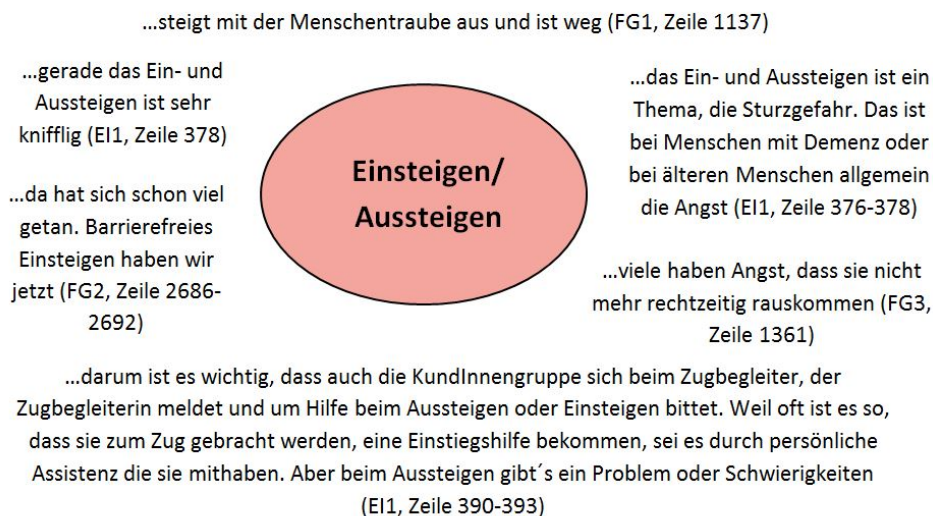 ...steigt mit der Menschentraube aus und ist weg (FG1, Zeile 1137)
...gerade das Ein- und
Aussteigen ist sehr
knifflig (EI1, Zeile 378)
...da hat sich schon viel
getan. Barrierefreies
Einsteigen haben wir
jetzt (FG2, Zeile 2686-
2692)
Einsteigen/
Aussteigen
...das Ein- und Aussteigen ist ein
Thema, die Sturzgefahr. Das ist
bei Menschen mit Demenz oder
bei älteren Menschen allgemein
die Angst (EI1, Zeile 376-378)
...viele haben Angst, dass sie nicht
mehr rechtzeitig rauskommen (FG3,
Zeile 1361)
...darum ist es wichtig, dass auch die KundInnengruppe sich beim Zugbegleiter, der
Zugbegleiterin meldet und um Hilfe beim Aussteigen oder Einsteigen bittet. Weil oft ist es so,
dass sie zum Zug gebracht werden, eine Einstiegshilfe bekommen, sei es durch persönliche
Assistenz die sie mithaben. Aber beim Aussteigen gibt´s ein Problem oder Schwierigkeiten
(EI1, Zeile 390-393)